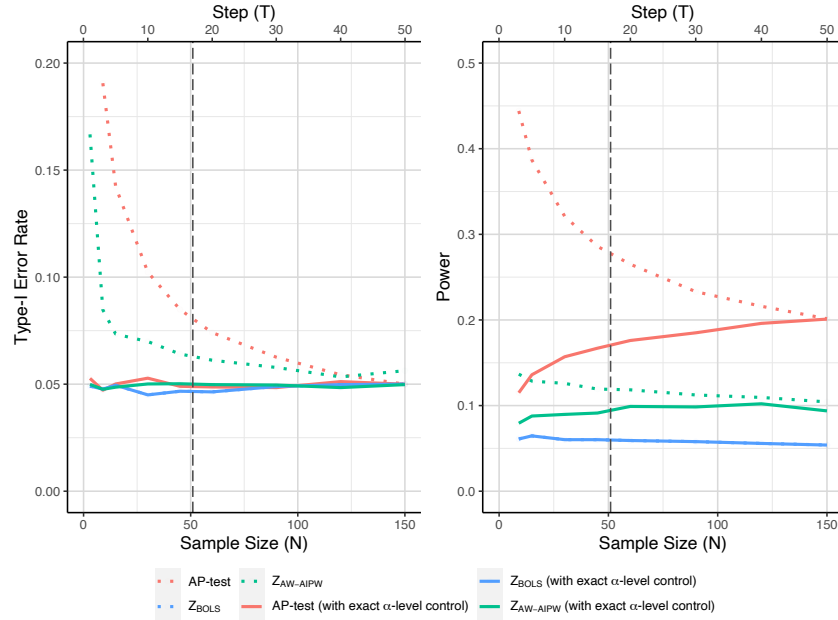 Step (T)
0 10 20 30 40 50
0.20
0.15
0.10
0.05
0.00
Type-I Error Rate
0 50 100 150
Sample Size (N)
Step (T)
0 10 20 30 40 50
0.5
0.4
0.3
0.2
0.1
0.0
Power
0 50 100 150
Sample Size (N)
AP-test
Z_BOLS
Z_AW−AIPW
AP-test (with exact α-level control)
Z_BOLS (with exact α-level control)
Z_AW−AIPW (with exact α-level control)